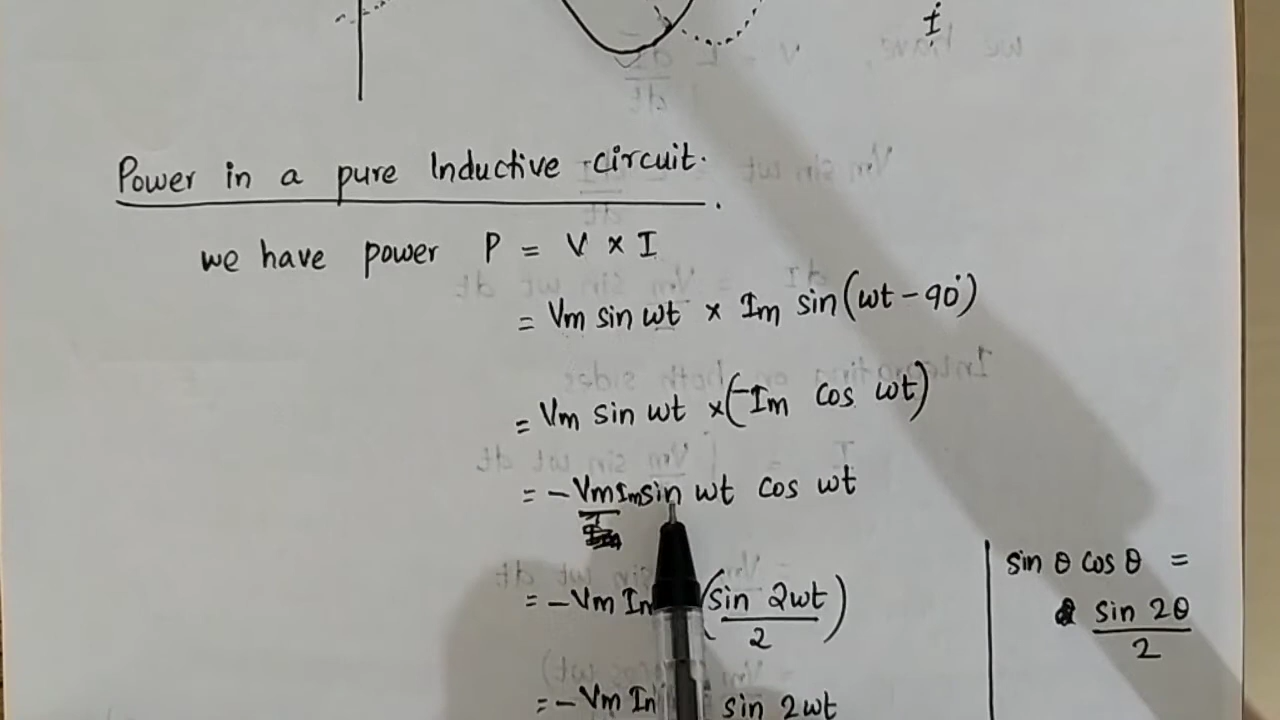 i
Power in a pure Inductive circuit.
we have power P = V × I
= Vm sin ωt × Im sin(ωt - 90°)
= Vm sin ωt ×(-Im cos ωt)
= - Vm Im sin ωt cos ωt
= - Vm Im (sin 2ωt / 2)
= - Vm Im sin 2ωt
sin θ cos θ =
sin 2θ
2